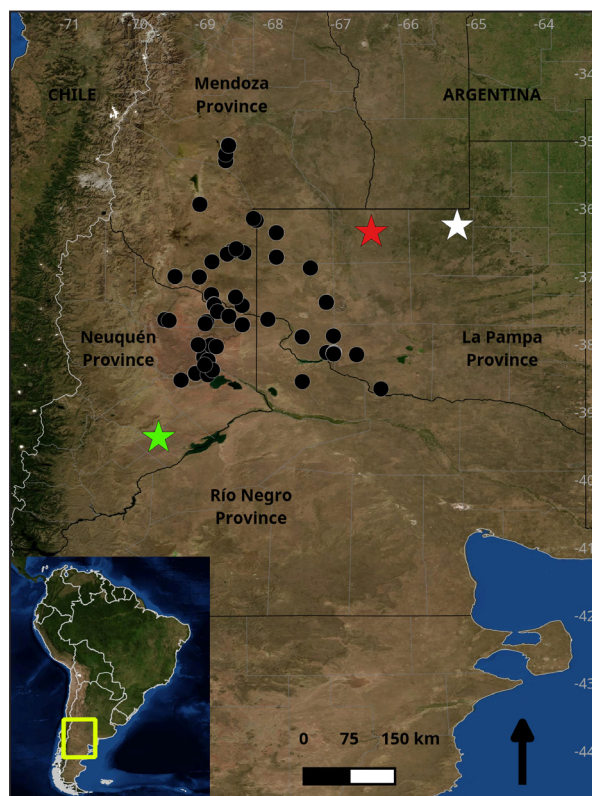 -71 -70 -69 -68 -67 -66 -65 -64
-34
Mendoza
Province
CHILE
ARGENTINA
-35
-36
-37
Neuquén
Province
La Pampa
Province
-38
-39
Río Negro
Province
-40
-41
-42
-43
0 75 150 km
-44